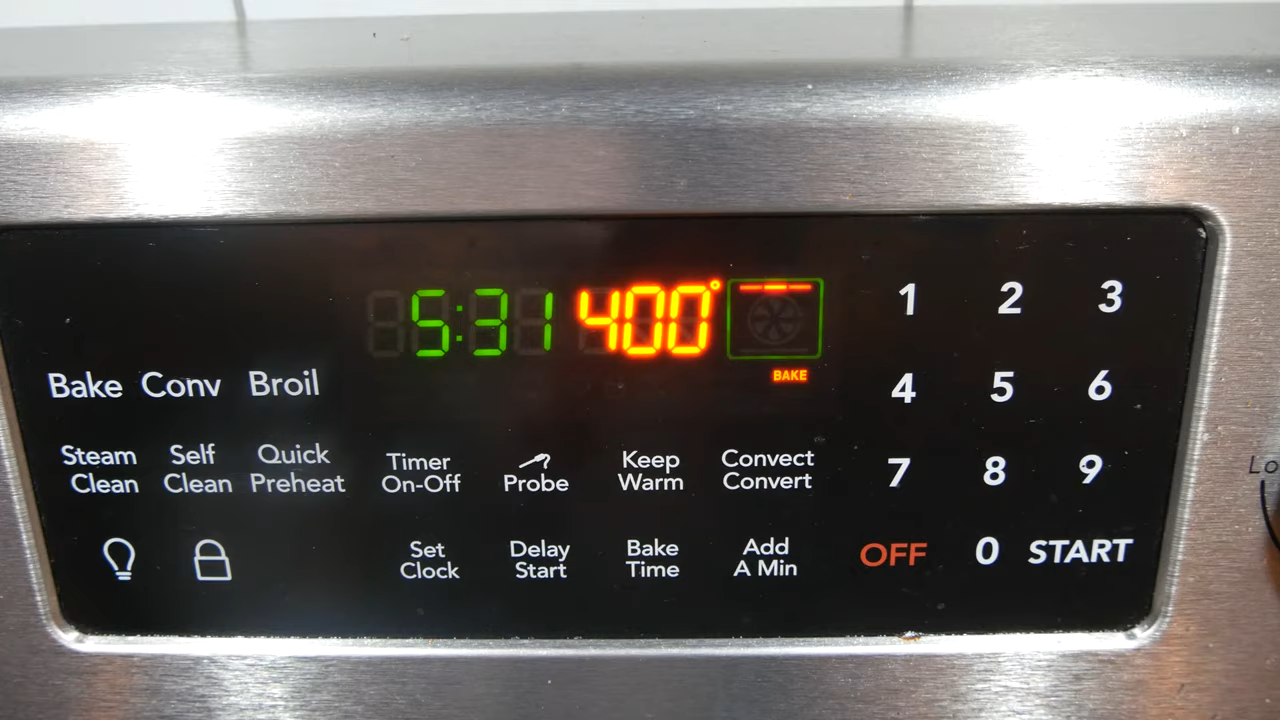 5:31 400°
BAKE
Bake Conv Broil
Steam Clean
Self Clean
Quick Preheat
Timer On-Off
Probe
Keep Warm
Convect Convert
Set Clock
Delay Start
Bake Time
Add A Min
1 2 3
4 5 6
7 8 9
OFF 0 START
Lo